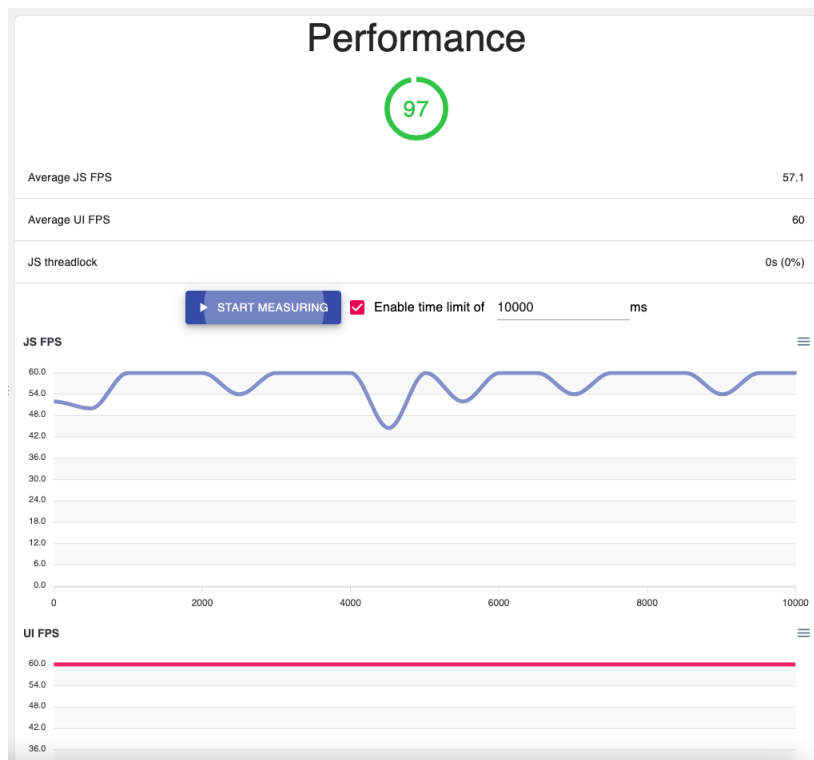 Performance
97
Average JS FPS 57.1
Average UI FPS 60
JS threadlock 0s (0%)
START MEASURING Enable time limit of 10000 ms
JS FPS
60.0
54.0
48.0
42.0
36.0
30.0
24.0
18.0
12.0
6.0
0.0
0 2000 4000 6000 8000 10000
UI FPS
60.0
54.0
48.0
42.0
36.0